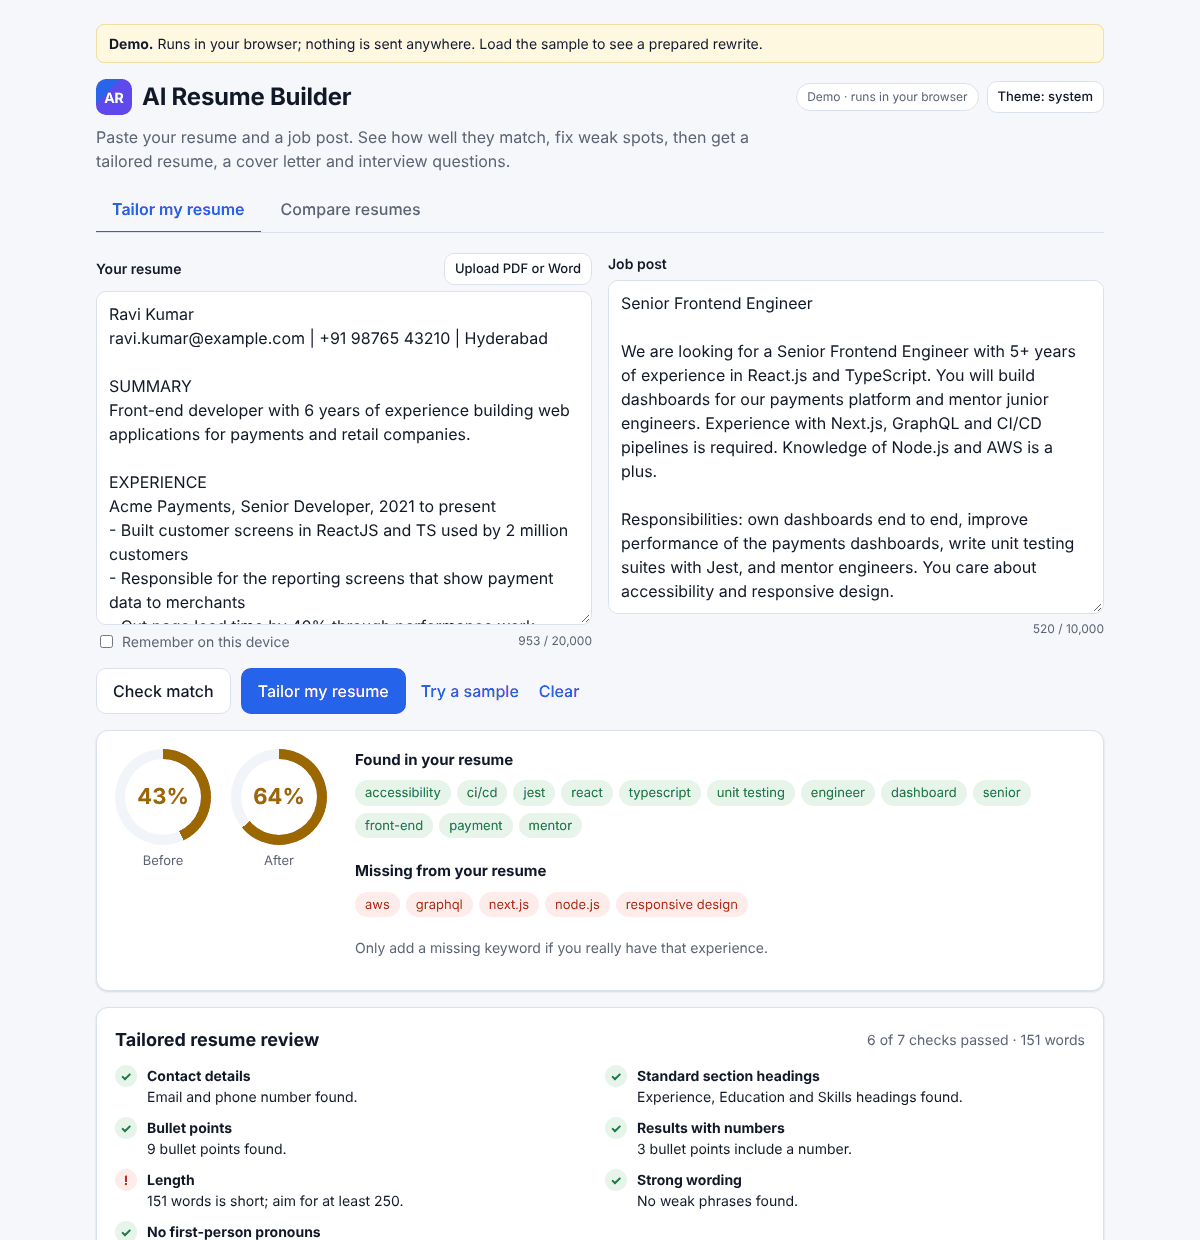 Demo. Runs in your browser; nothing is sent anywhere. Load the sample to see a prepared rewrite.
AR
AI Resume Builder
Demo · runs in your browser
Theme: system
Paste your resume and a job post. See how well they match, fix weak spots, then get a
tailored resume, a cover letter and interview questions.
Tailor my resume
Compare resumes
Your resume
Upload PDF or Word
Ravi Kumar
ravi.kumar@example.com | +91 98765 43210 | Hyderabad
SUMMARY
Front-end developer with 6 years of experience building web
applications for payments and retail companies.
EXPERIENCE
Acme Payments, Senior Developer, 2021 to present
- Built customer screens in ReactJS and TS used by 2 million
customers
- Responsible for the reporting screens that show payment
data to merchants
- Cut page load time by 40% through performance work
Remember on this device
953 / 20,000
Job post
Senior Frontend Engineer
We are looking for a Senior Frontend Engineer with 5+ years
of experience in React.js and TypeScript. You will build
dashboards for our payments platform and mentor junior
engineers. Experience with Next.js, GraphQL and CI/CD
pipelines is required. Knowledge of Node.js and AWS is a
plus.
Responsibilities: own dashboards end to end, improve
performance of the payments dashboards, write unit testing
suites with Jest, and mentor engineers. You care about
accessibility and responsive design.
520 / 10,000
Check match
Tailor my resume
Try a sample
Clear
43%
Before
64%
After
Found in your resume
accessibility ci/cd jest react typescript unit testing engineer dashboard senior
front-end payment mentor
Missing from your resume
aws graphql next.js node.js responsive design
Only add a missing keyword if you really have that experience.
Tailored resume review
6 of 7 checks passed · 151 words
Contact details
Email and phone number found.
Standard section headings
Experience, Education and Skills headings found.
Bullet points
9 bullet points found.
Results with numbers
3 bullet points include a number.
Length
151 words is short; aim for at least 250.
Strong wording
No weak phrases found.
No first-person pronouns